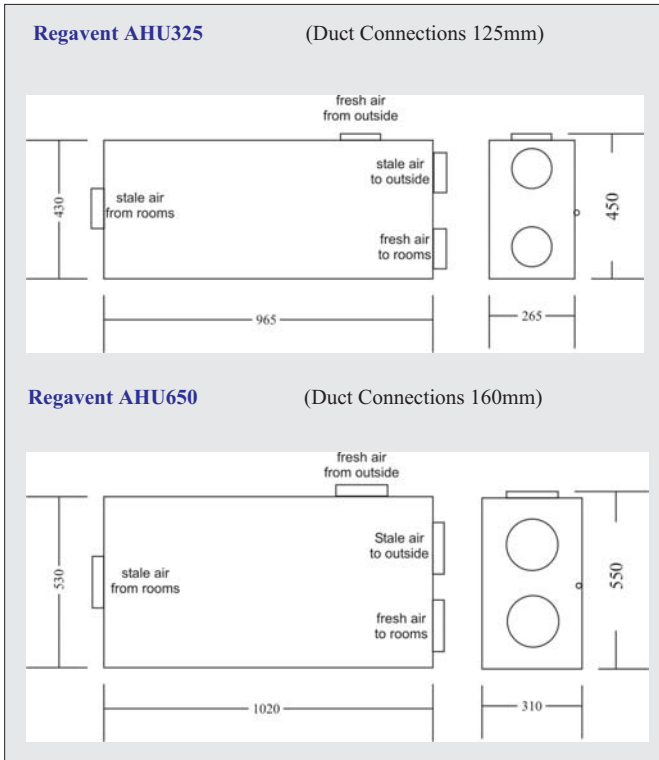 Regavent AHU325 (Duct Connections 125mm)
fresh air
from outside
stale air
to outside
stale air
from rooms
fresh air
to rooms
430
450
965
265
Regavent AHU650 (Duct Connections 160mm)
fresh air
from outside
Stale air
to outside
stale air
from rooms
fresh air
to rooms
530
550
1020
310